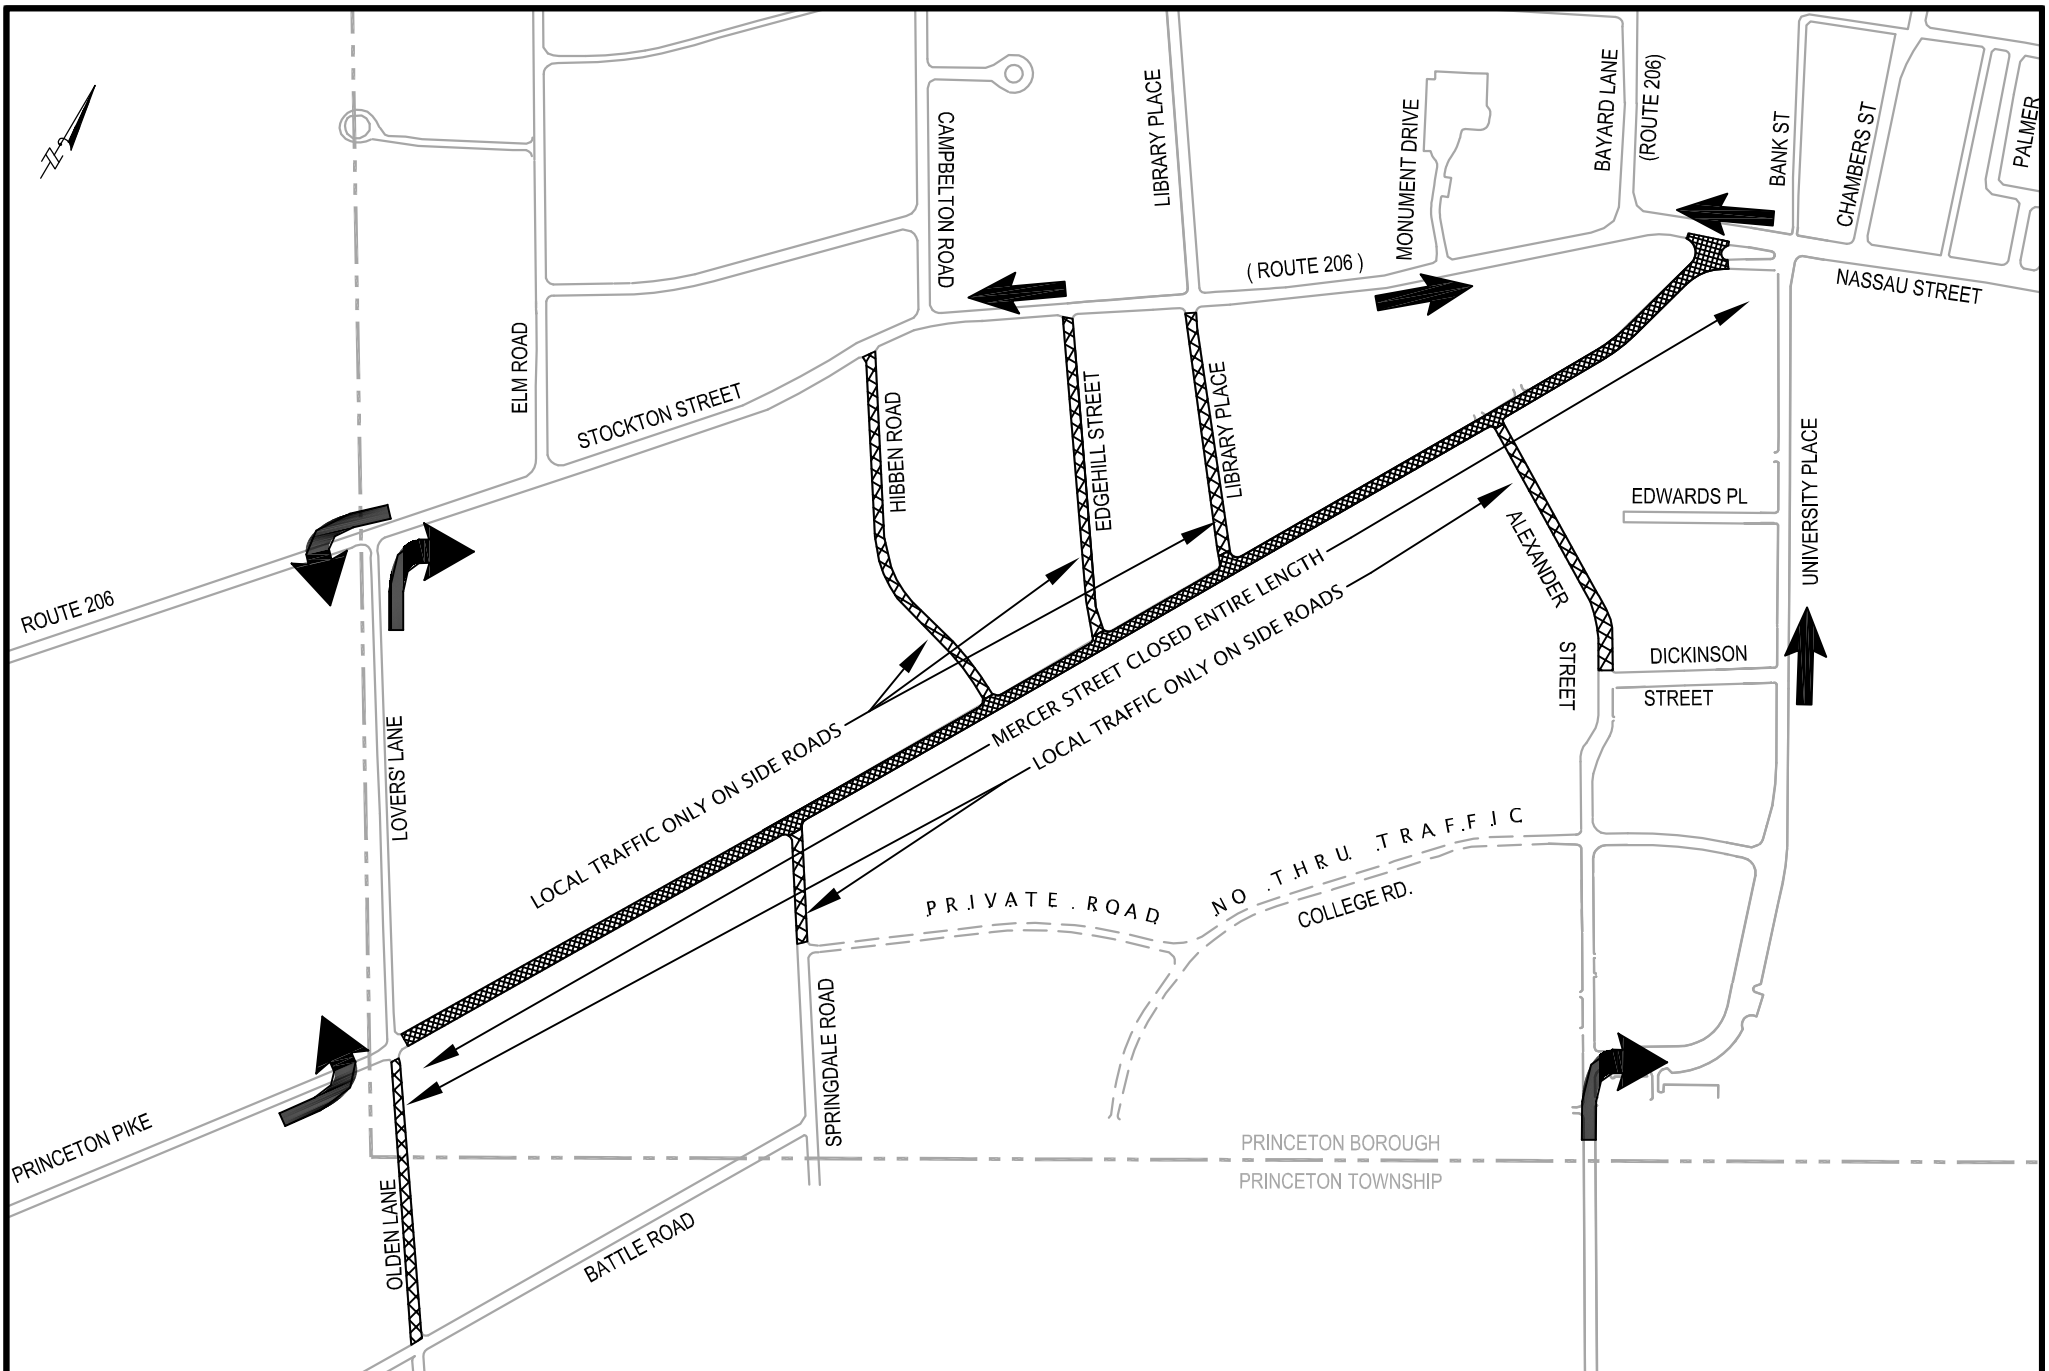 CAMPBELTON ROAD
LIBRARY PLACE
MONUMENT DRIVE
BAYARD LANE
(ROUTE 206)
BANK ST
CHAMBERS ST
PALMER
( ROUTE 206 )
NASSAU STREET
ELM ROAD
STOCKTON STREET
HIBBEN ROAD
EDGEHILL STREET
LIBRARY PLACE
UNIVERSITY PLACE
EDWARDS PL
ALEXANDER
STREET
DICKINSON
STREET
ROUTE 206
LOVERS' LANE
LOCAL TRAFFIC ONLY ON SIDE ROADS
MERCER STREET CLOSED ENTIRE LENGTH
LOCAL TRAFFIC ONLY ON SIDE ROADS
PRIVATE ROAD
NO THRU TRAFFIC
COLLEGE RD.
SPRINGDALE ROAD
PRINCETON PIKE
OLDEN LANE
BATTLE ROAD
PRINCETON BOROUGH
PRINCETON TOWNSHIP